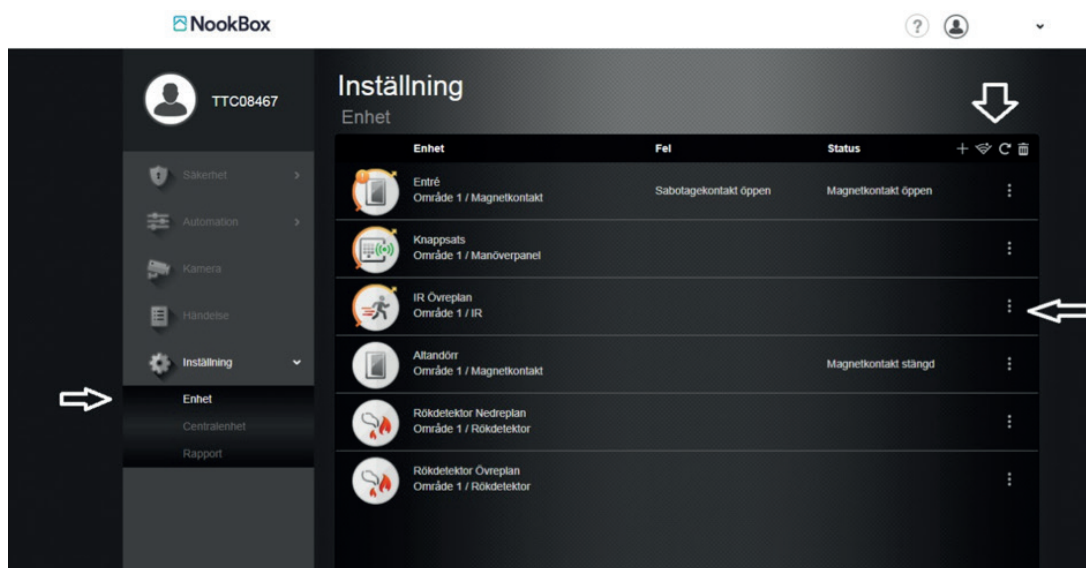 NookBox
?
TTC08467
Säkerhet
Automation
Kamera
Händelse
Inställning
Enhet
Centralenhet
Rapport
Inställning
Enhet
Enhet Fel Status
Entré
Område 1 / Magnetkontakt Sabotagekontakt öppen Magnetkontakt öppen
Knappsats
Område 1 / Manöverpanel
IR Övreplan
Område 1 / IR
Altandörr
Område 1 / Magnetkontakt Magnetkontakt stängd
Rökdetektor Nedreplan
Område 1 / Rökdetektor
Rökdetektor Övreplan
Område 1 / Rökdetektor